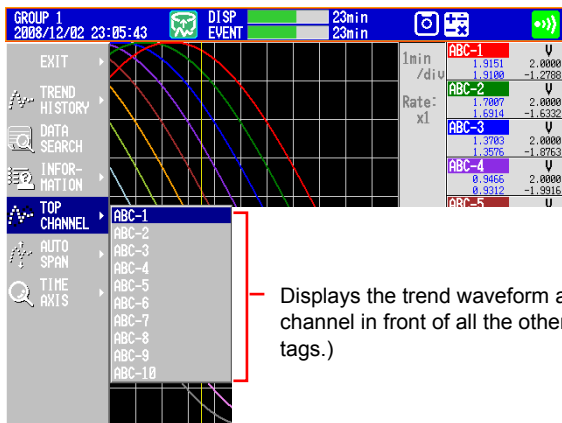 GROUP 1
2008/12/02 23:05:43
DISP
EVENT
23min
23min
EXIT
TREND
HISTORY
DATA
SEARCH
INFOR-
MATION
TOP
CHANNEL
AUTO
SPAN
TIME
AXIS
ABC-1
ABC-2
ABC-3
ABC-4
ABC-5
ABC-6
ABC-7
ABC-8
ABC-9
ABC-10
1min
/div
Rate:
x1
ABC-1 V
1.9151 2.0000
1.9100 -1.2788
ABC-2 V
1.7007 2.0000
1.6914 -1.6332
ABC-3 V
1.3703 2.0000
1.3576 -1.8763
ABC-4 V
0.9466 2.0000
0.9312 -1.9916
ABC-5
Displays the trend waveform a
channel in front of all the other
tags.)